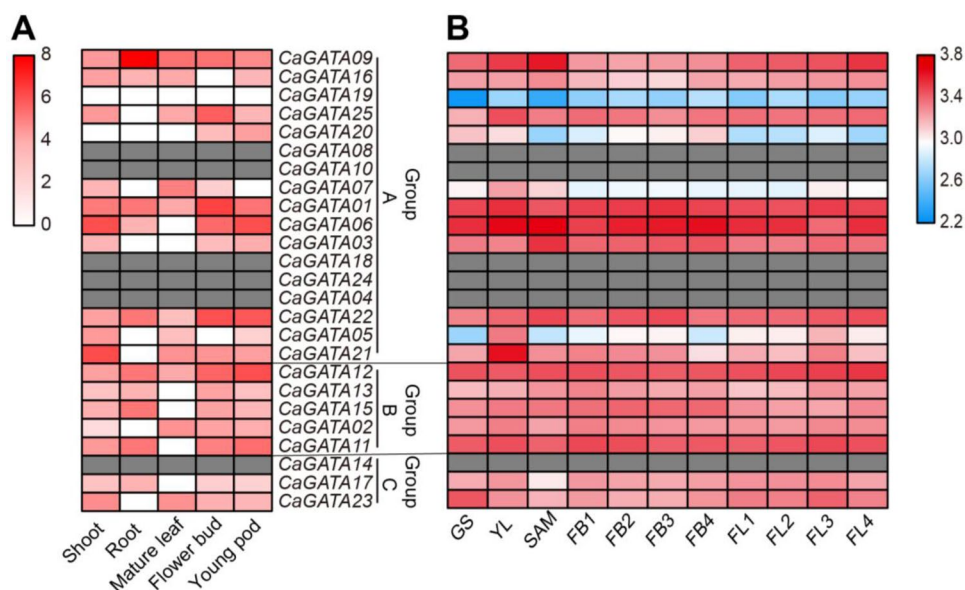 A
B
8
6
4
2
0
CaGATA09
CaGATA16
CaGATA19
CaGATA25
CaGATA20
CaGATA08
CaGATA10
CaGATA07
CaGATA01
CaGATA06
CaGATA03
CaGATA18
CaGATA24
CaGATA04
CaGATA22
CaGATA05
CaGATA21
CaGATA12
CaGATA13
CaGATA15
CaGATA02
CaGATA11
CaGATA14
CaGATA17
CaGATA23
Group
A
Group
B
Group
C
3.8
3.4
3.0
2.6
2.2
Shoot
Root
Mature leaf
Flower bud
Young pod
GS
YL
SAM
FB1
FB2
FB3
FB4
FL1
FL2
FL3
FL4